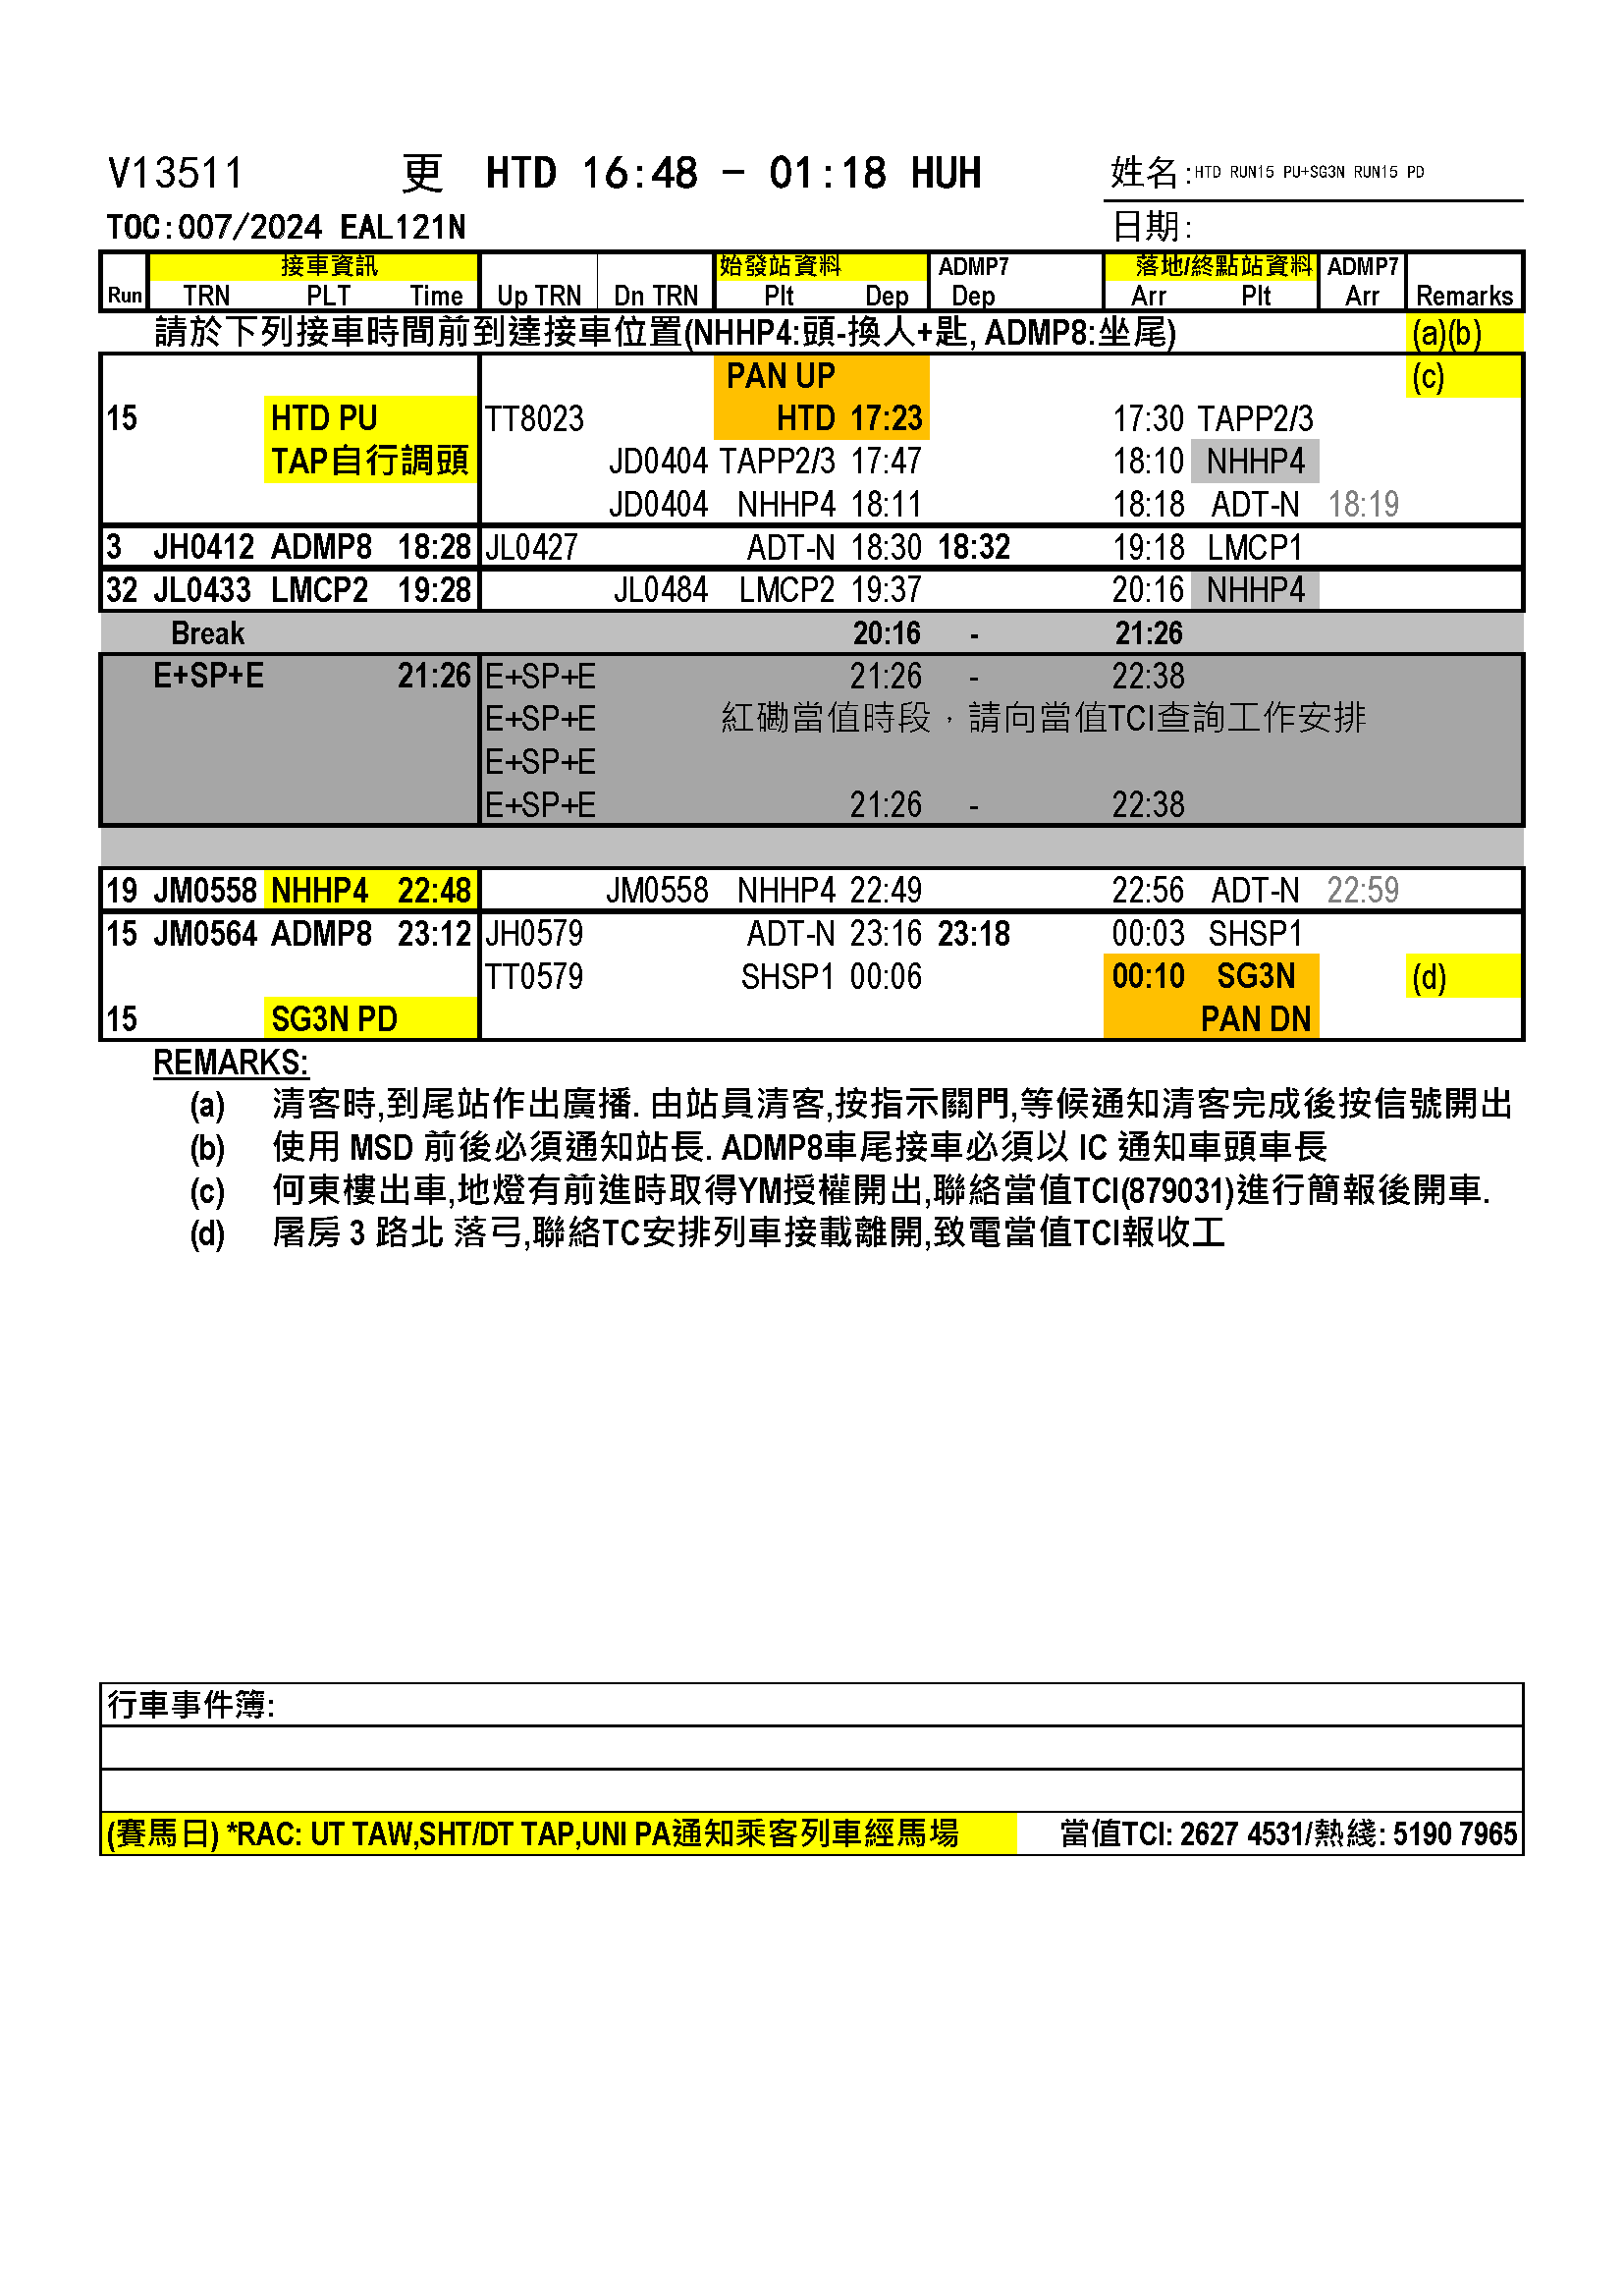 V13511 更 HTD 16:48 - 01:18 HUH 姓名:HTD RUN15 PU+SG3N RUN15 PD
TOC:007/2024 EAL121N 日期:
接車資訊 始發站資料 ADMP7 落地/終點站資料 ADMP7
Run TRN PLT Time Up TRN Dn TRN Plt Dep Dep Arr Plt Arr Remarks
請於下列接車時間前到達接車位置(NHHP4:頭-換人+匙, ADMP8:坐尾) (a)(b)
PAN UP (c)
15 HTD PU TT8023 HTD 17:23 17:30 TAPP2/3
TAP自行調頭 JD0404 TAPP2/3 17:47 18:10 NHHP4
JD0404 NHHP4 18:11 18:18 ADT-N 18:19
3 JH0412 ADMP8 18:28 JL0427 ADT-N 18:30 18:32 19:18 LMCP1
32 JL0433 LMCP2 19:28 JL0484 LMCP2 19:37 20:16 NHHP4
Break 20:16 - 21:26
E+SP+E 21:26 E+SP+E 21:26 - 22:38
E+SP+E 紅磡當值時段，請向當值TCI查詢工作安排
E+SP+E
E+SP+E 21:26 - 22:38
19 JM0558 NHHP4 22:48 JM0558 NHHP4 22:49 22:56 ADT-N 22:59
15 JM0564 ADMP8 23:12 JH0579 ADT-N 23:16 23:18 00:03 SHSP1
TT0579 SHSP1 00:06 00:10 SG3N (d)
15 SG3N PD PAN DN
REMARKS:
(a) 清客時,到尾站作出廣播. 由站員清客,按指示關門,等候通知清客完成後按信號開出
(b) 使用 MSD 前後必須通知站長. ADMP8車尾接車必須以 IC 通知車頭車長
(c) 何東樓出車,地燈有前進時取得YM授權開出,聯絡當值TCI(879031)進行簡報後開車.
(d) 屠房 3 路北 落弓,聯絡TC安排列車接載離開,致電當值TCI報收工
行車事件簿:
(賽馬日) *RAC: UT TAW,SHT/DT TAP,UNI PA通知乘客列車經馬場 當值TCI: 2627 4531/熱綫: 5190 7965